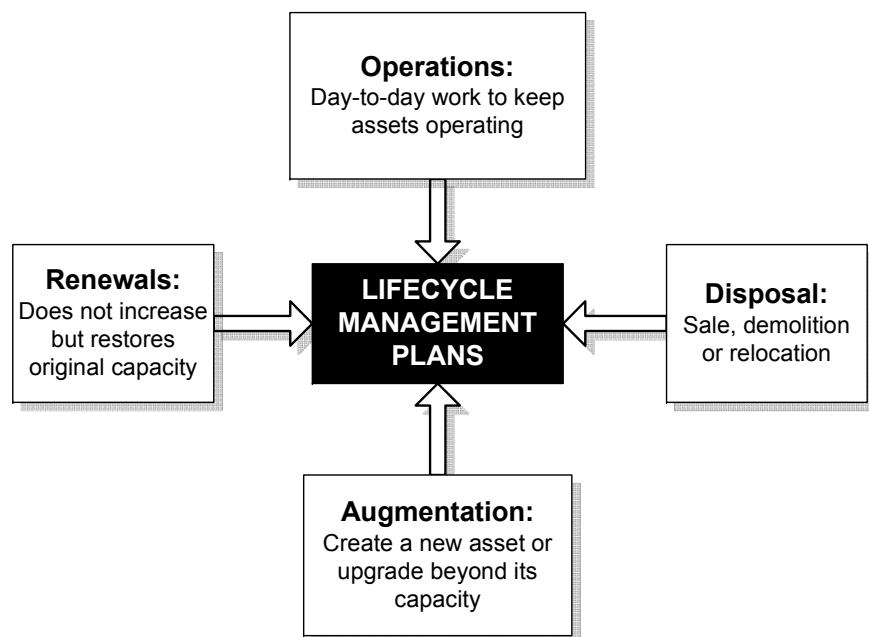 Operations:
Day-to-day work to keep
assets operating
Renewals:
Does not increase
but restores
original capacity
LIFECYCLE
MANAGEMENT
PLANS
Disposal:
Sale, demolition
or relocation
Augmentation:
Create a new asset or
upgrade beyond its
capacity